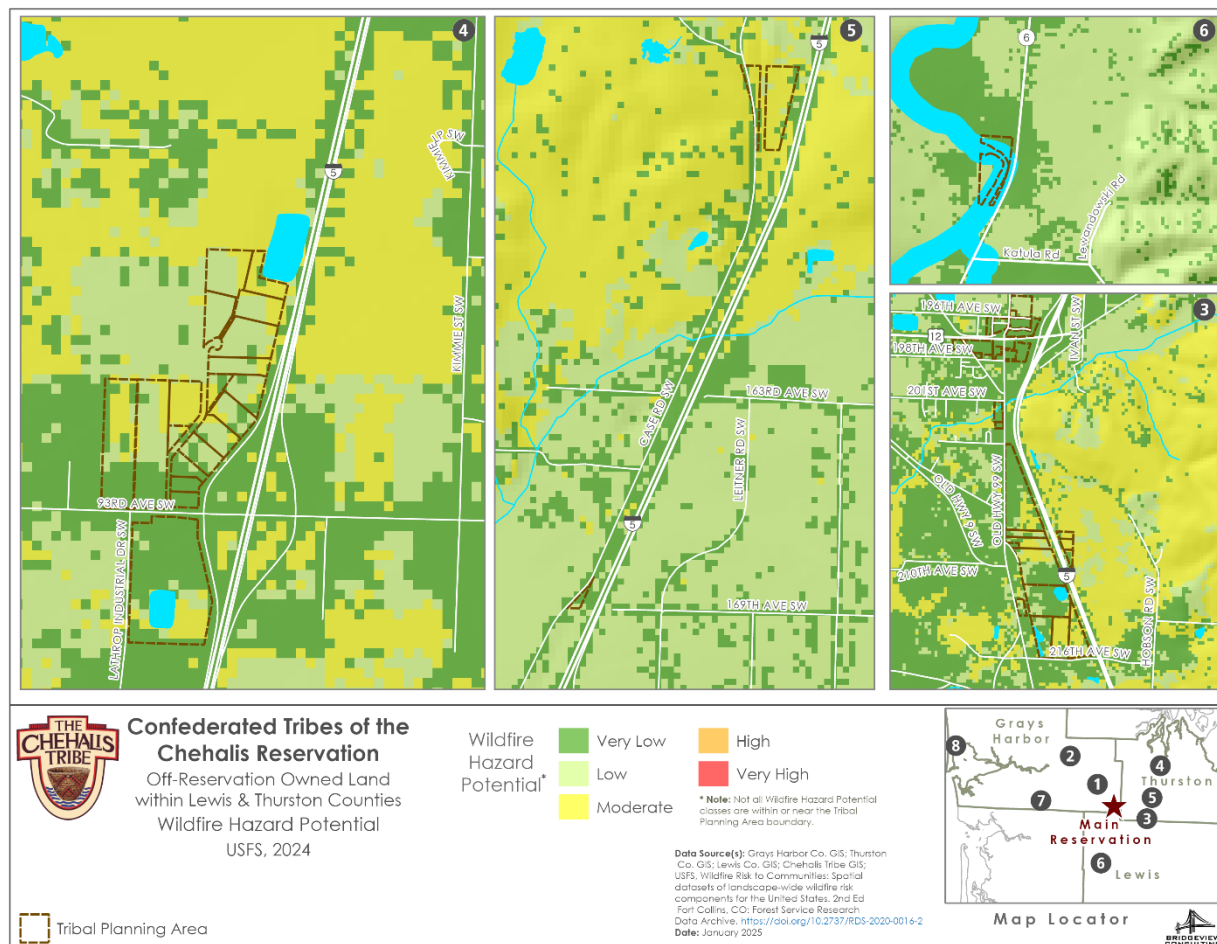 4
5
KIMMIE LP SW
KIMMIE ST SW
93RD AVE SW
LATHROP INDUSTRIAL DR SW
5
5
163RD AVE SW
CASE RD SW
LEITNER RD SW
5
169TH AVE SW
6
6
Lewandowski Rd
Katula Rd
3
196TH AVE SW
12
198TH AVE SW
IVAN ST SW
201ST AVE SW
OLD HWY 99 SW
OLD HWY 9 SW
210TH AVE SW
5
HOBSON RD SW
216TH AVE SW
THE
CHEHALIS
TRIBE
Confederated Tribes of the
Chehalis Reservation
Off-Reservation Owned Land
within Lewis & Thurston Counties
Wildfire Hazard Potential
USFS, 2024
Tribal Planning Area
Wildfire
Hazard
Potential*
Very Low
Low
Moderate
High
Very High
* Note: Not all Wildfire Hazard Potential
classes are within or near the Tribal
Planning Area boundary.
Data Source(s): Grays Harbor Co. GIS; Thurston
Co. GIS; Lewis Co. GIS; Chehalis Tribe GIS;
USFS, Wildfire Risk to Communities: Spatial
datasets of landscape-wide wildfire risk
components for the United States. 2nd Ed
Fort Collins, CO: Forest Service Research
Data Archive. https://doi.org/10.2737/RDS-2020-0016-2
Date: January 2025
Grays
Harbor
8
2
4
1
Thurston
5
7
3
Main
Reservation
6
Lewis
Map Locator
BRIDGEVIEW
CONSULTING